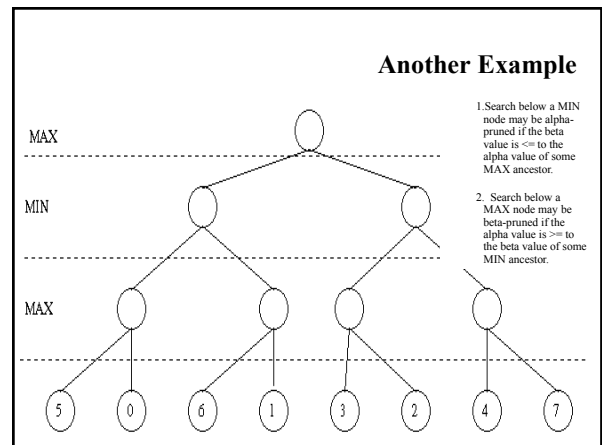 Another Example
1.Search below a MIN
node may be alpha-
pruned if the beta
value is <= to the
alpha value of some
MAX ancestor.
2. Search below a
MAX node may be
beta-pruned if the
alpha value is >= to
the beta value of some
MIN ancestor.
MAX
MIN
MAX
5 0 6 1 3 2 4 7